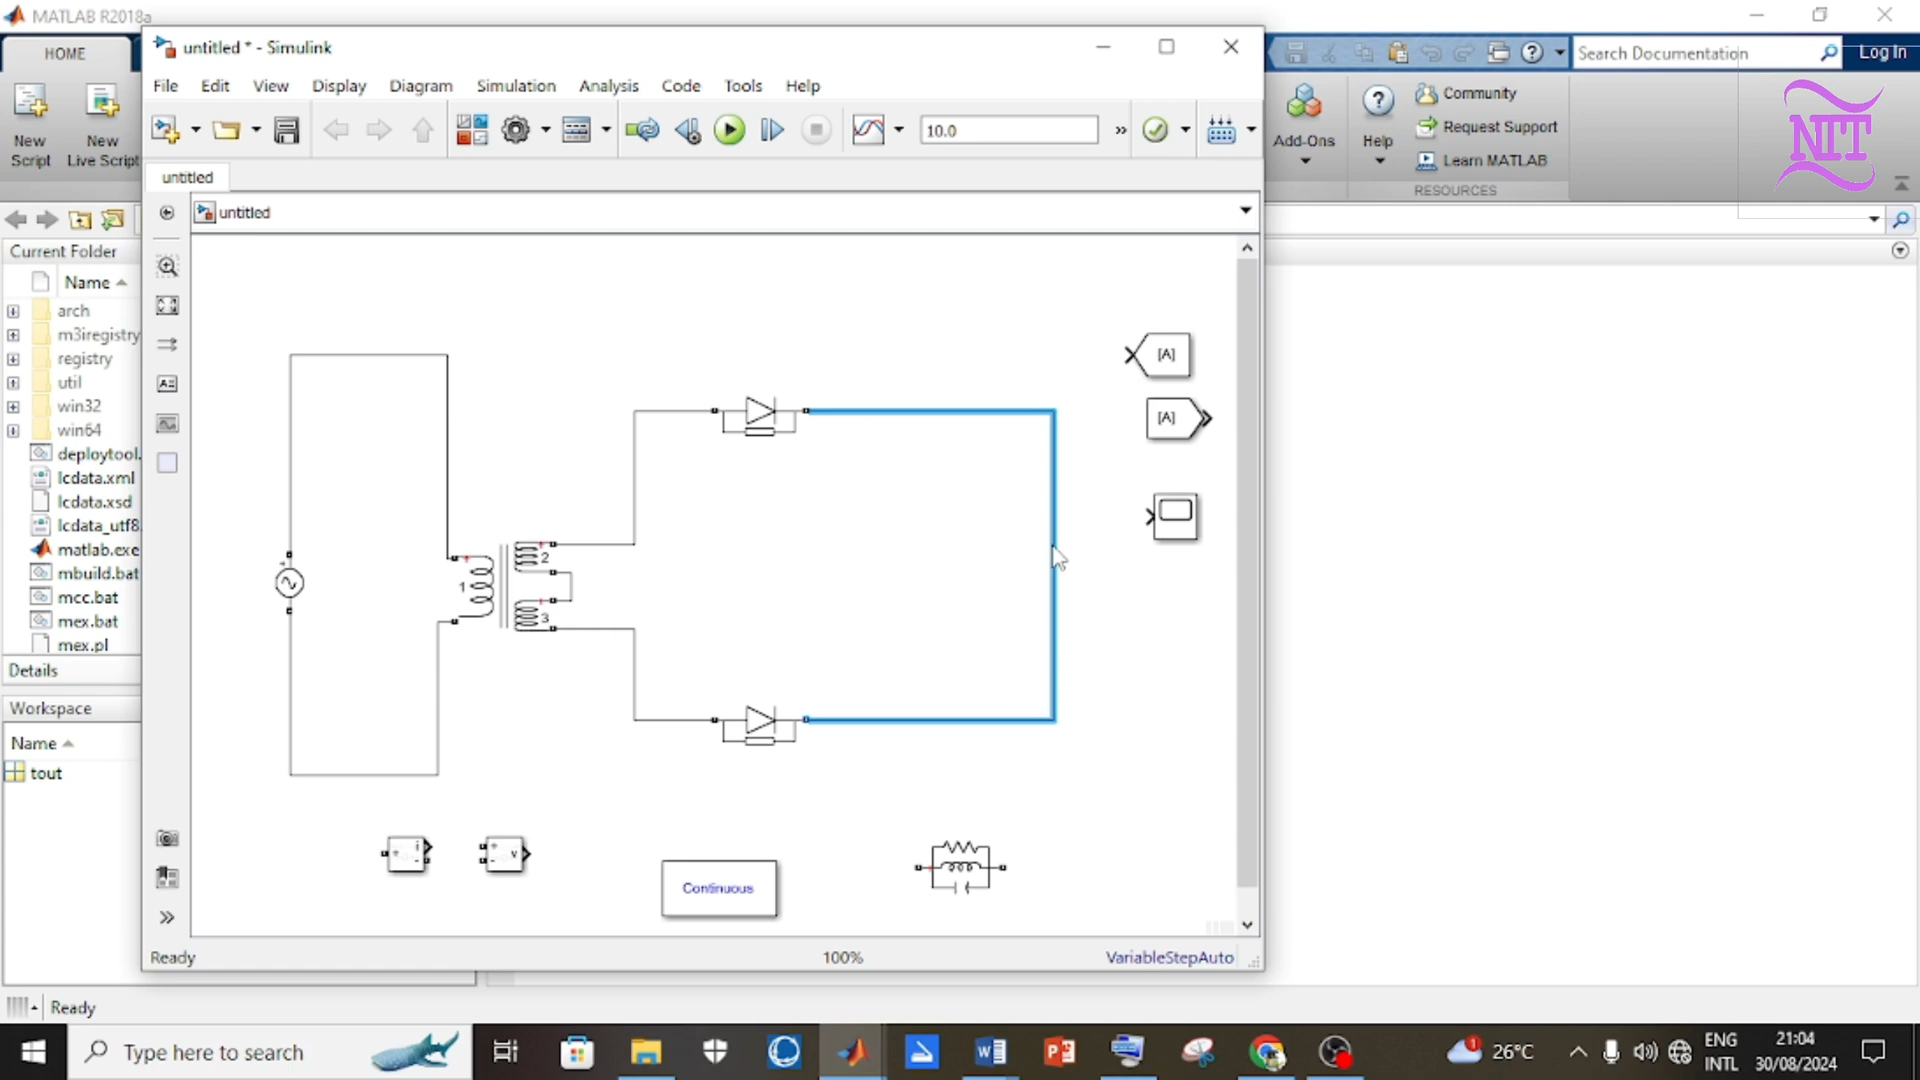 MATLAB R2018a
HOME
New
Script
New
Live Script
untitled * - Simulink
File Edit View Display Diagram Simulation Analysis Code Tools Help
10.0
»
untitled
untitled
Search Documentation
Log In
Add-Ons
Help
Community
Request Support
Learn MATLAB
RESOURCES
NIT
Current Folder
Name
arch
m3iregistry
registry
util
win32
win64
deploytool.
lcdata.xml
lcdata.xsd
lcdata_utf8.
matlab.exe
mbuild.bat
mcc.bat
mex.bat
mex.pl
Details
Workspace
Name
tout
[A]
[A]
1
2
3
+ i -
+ v -
Continuous
Ready
100%
VariableStepAuto
Ready
Type here to search
26°C
ENG
INTL
21:04
30/08/2024